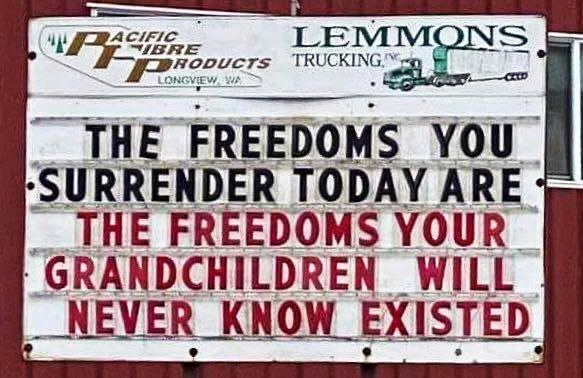 PACIFIC
FIBRE
PRODUCTS
LONGVIEW, WA
LEMMONS
TRUCKING, INC.
THE FREEDOMS YOU
SURRENDER TODAY ARE
THE FREEDOMS YOUR
GRANDCHILDREN WILL
NEVER KNOW EXISTED